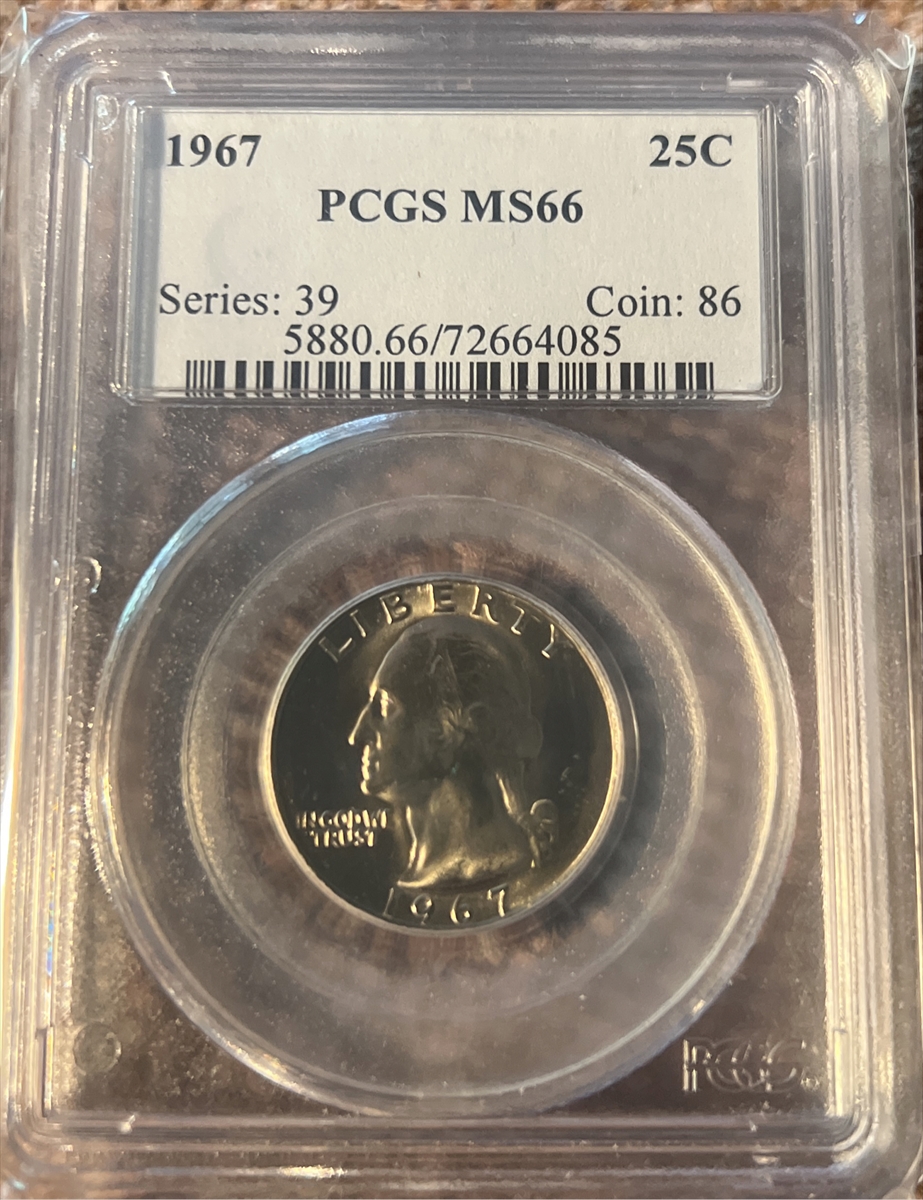 1967 25C
PCGS MS66
Series: 39 Coin: 86
5880.66/72664085
LIBERTY
IN GOD WE
TRUST
1967
PCGS